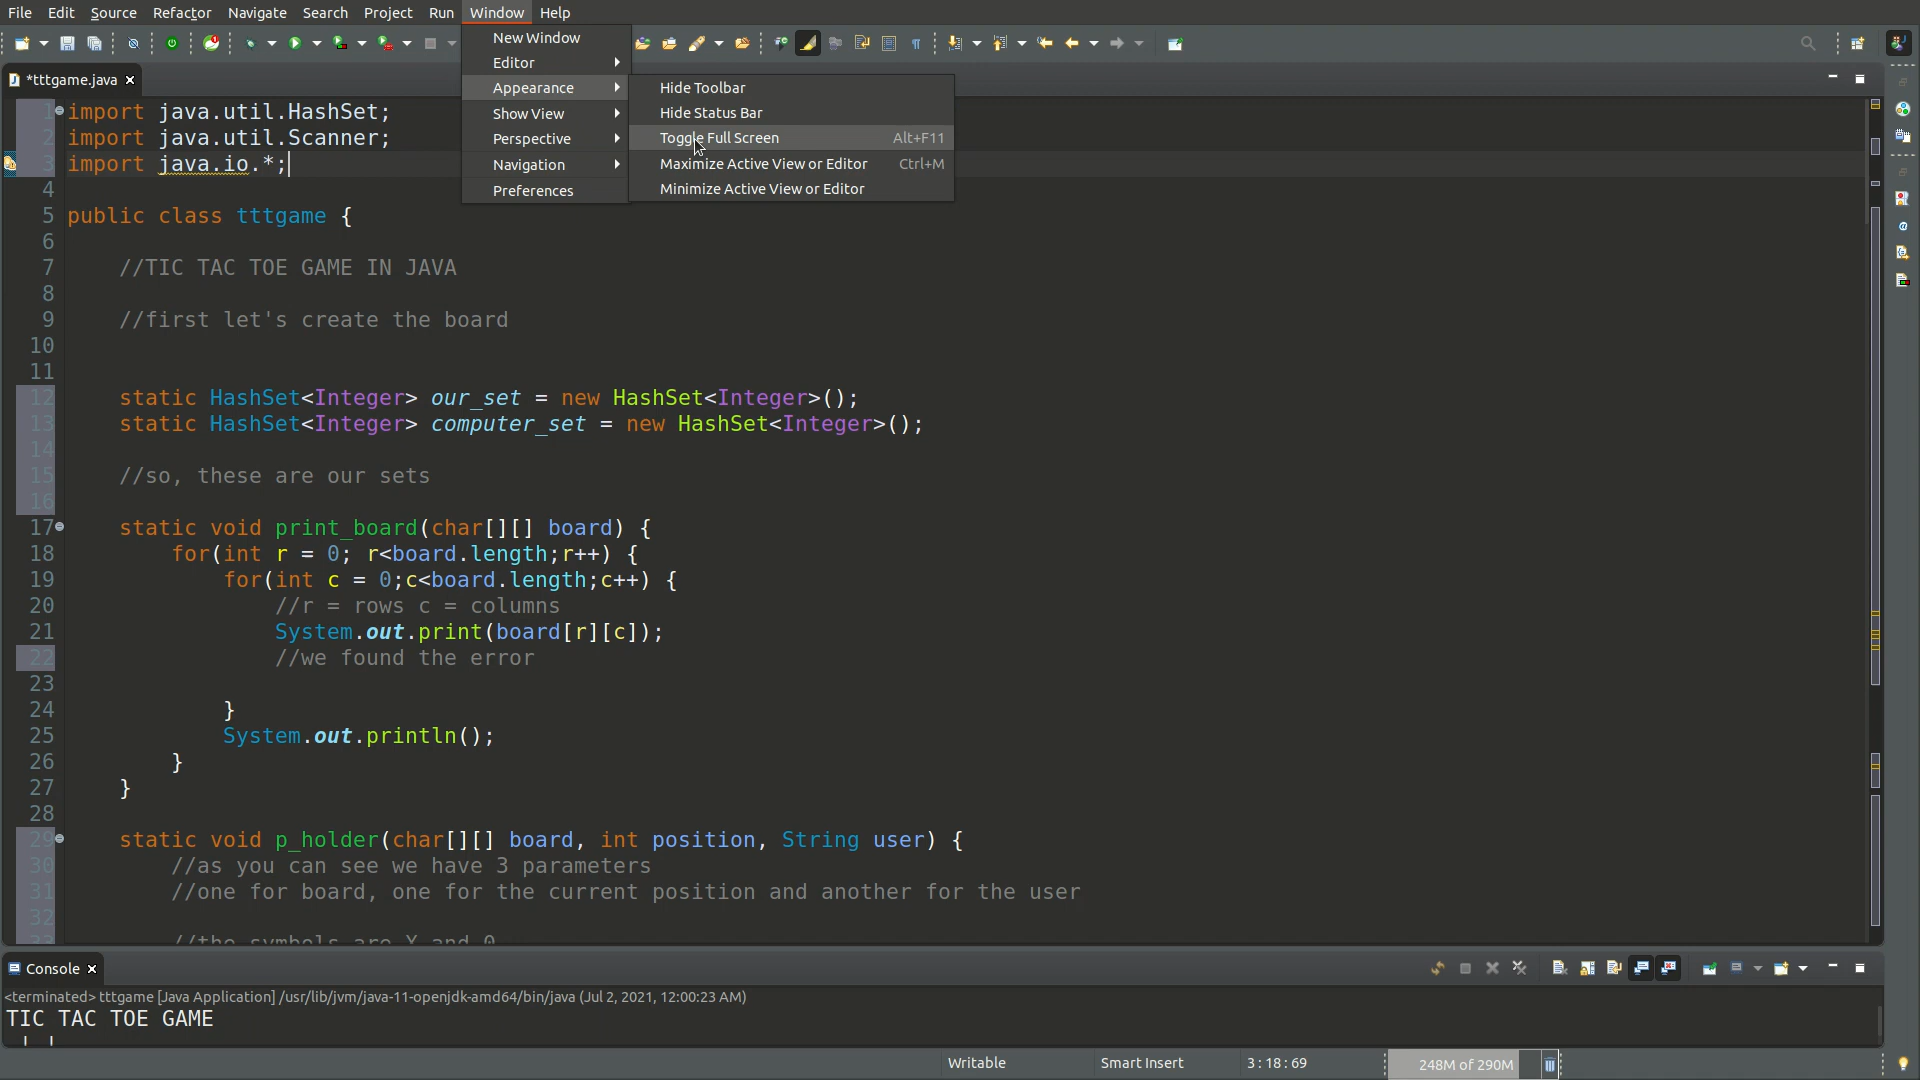 File Edit Source Refactor Navigate Search Project Run Window Help
New Window
Editor
Appearance
Show View
Perspective
Navigation
Preferences
Hide Toolbar
Hide Status Bar
Toggle Full Screen Alt+F11
Maximize Active View or Editor Ctrl+M
Minimize Active View or Editor
*tttgame.java
1 import java.util.HashSet;
2 import java.util.Scanner;
3 import java.io.*;
4
5 public class tttgame {
6
7 //TIC TAC TOE GAME IN JAVA
8
9 //first let's create the board
10
11
12 static HashSet<Integer> our_set = new HashSet<Integer>();
13 static HashSet<Integer> computer_set = new HashSet<Integer>();
14
15 //so, these are our sets
16
17 static void print_board(char[][] board) {
18 for(int r = 0; r<board.length;r++) {
19 for(int c = 0;c<board.length;c++) {
20 //r = rows c = columns
21 System.out.print(board[r][c]);
22 //we found the error
23
24 }
25 System.out.println();
26 }
27 }
28
29 static void p_holder(char[][] board, int position, String user) {
30 //as you can see we have 3 parameters
31 //one for board, one for the current position and another for the user
32
33 //the symbols are X and 0
Console
<terminated> tttgame [Java Application] /usr/lib/jvm/java-11-openjdk-amd64/bin/java (Jul 2, 2021, 12:00:23 AM)
TIC TAC TOE GAME
| |
Writable Smart Insert 3:18:69 248M of 290M